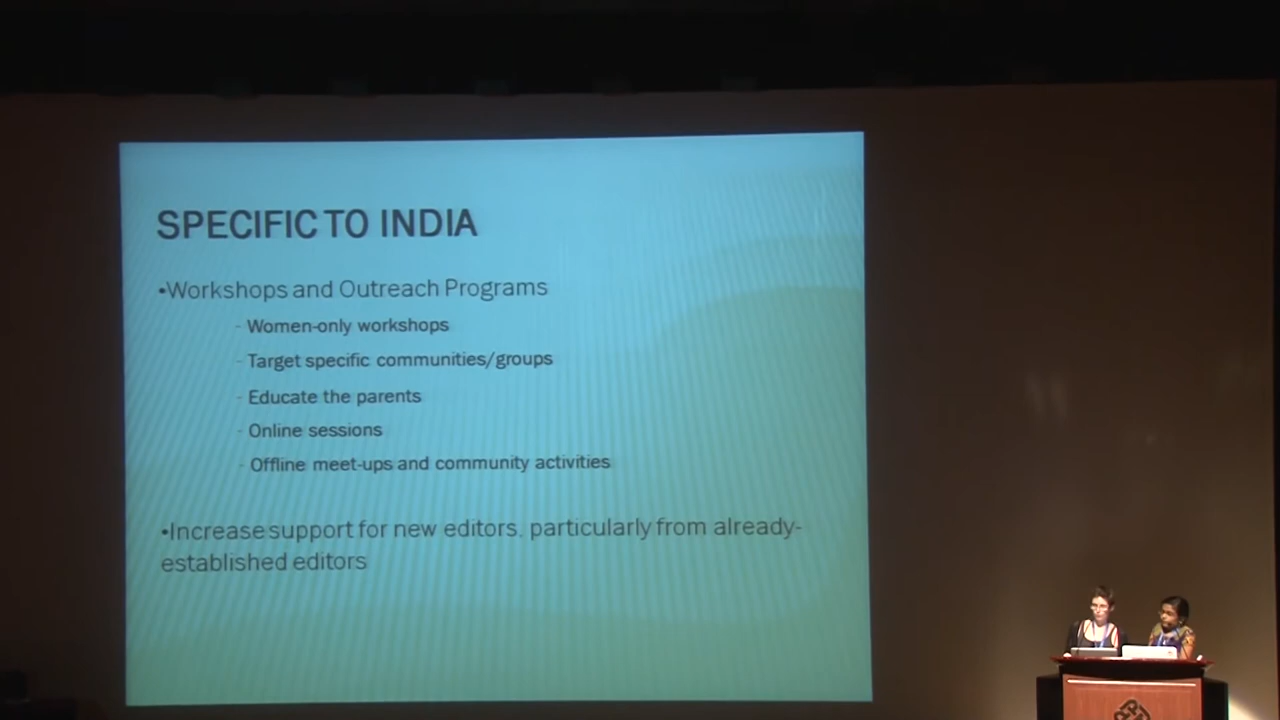 SPECIFIC TO INDIA
•Workshops and Outreach Programs
- Women-only workshops
- Target specific communities/groups
- Educate the parents
- Online sessions
- Offline meet-ups and community activities
•Increase support for new editors, particularly from already-
established editors